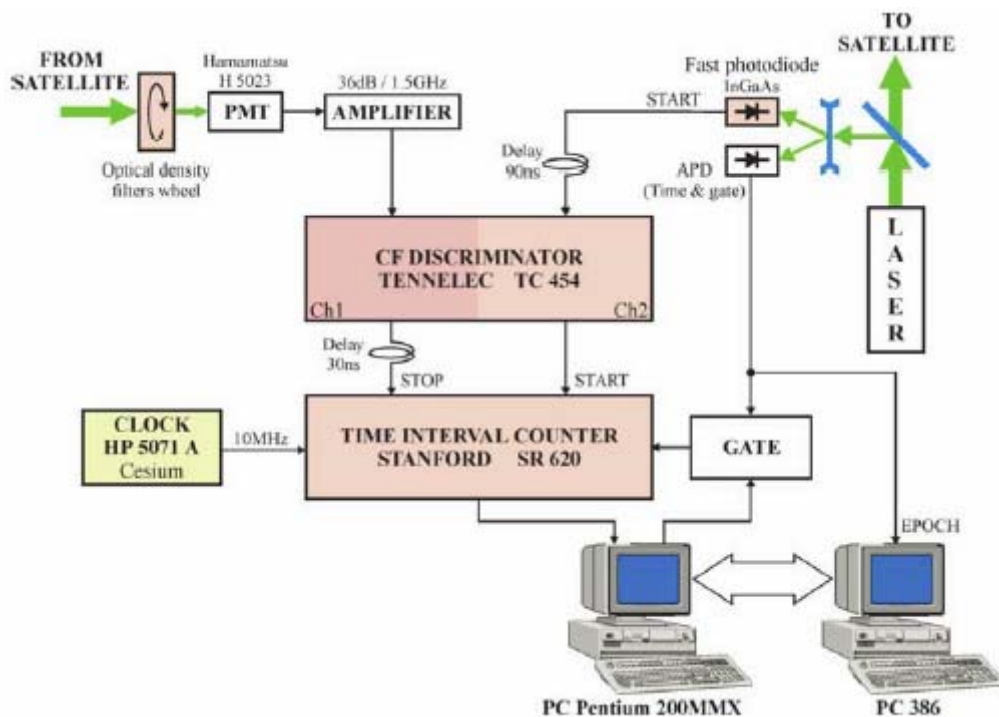 FROM
SATELLITE
Hamamatsu
H 5023
PMT
36dB / 1.5GHz
AMPLIFIER
Optical density
filters wheel
TO
SATELLITE
Fast photodiode
InGaAs
START
Delay
90ns
APD
(Time & gate)
LASER
CF DISCRIMINATOR
TENNELEC TC 454
Ch1
Ch2
Delay
30ns
STOP
START
CLOCK
HP 5071 A
Cesium
10MHz
TIME INTERVAL COUNTER
STANFORD SR 620
GATE
EPOCH
PC Pentium 200MMX
PC 386